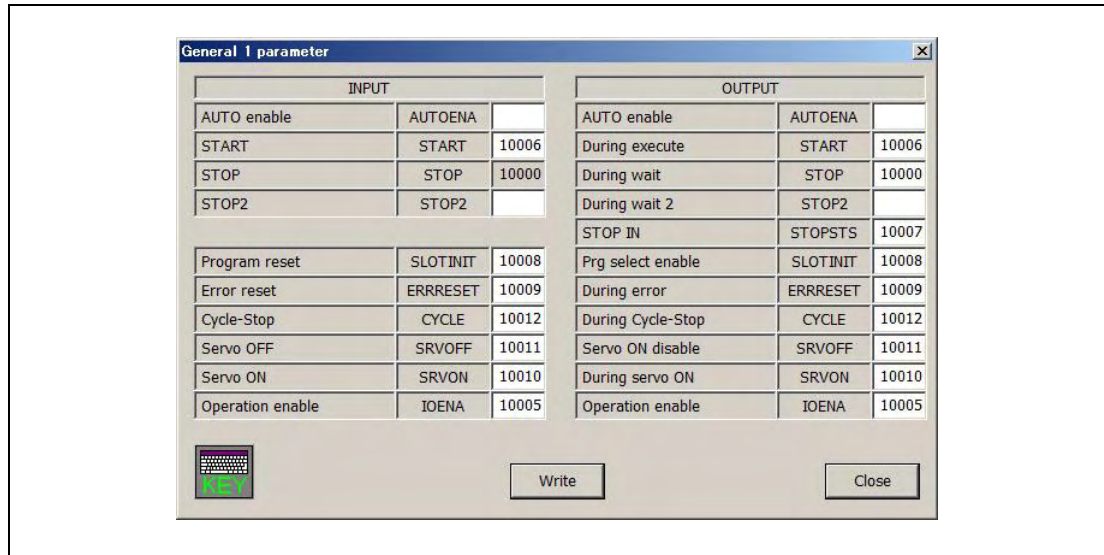 General 1 parameter
INPUT OUTPUT
AUTO enable AUTOENA AUTO enable AUTOENA
START START 10006 During execute START 10006
STOP STOP 10000 During wait STOP 10000
STOP2 STOP2 During wait 2 STOP2
STOP IN STOPSTS 10007
Program reset SLOTINIT 10008 Prg select enable SLOTINIT 10008
Error reset ERRRESET 10009 During error ERRRESET 10009
Cycle-Stop CYCLE 10012 During Cycle-Stop CYCLE 10012
Servo OFF SRVOFF 10011 Servo ON disable SRVOFF 10011
Servo ON SRVON 10010 During servo ON SRVON 10010
Operation enable IOENA 10005 Operation enable IOENA 10005
KEY Write Close